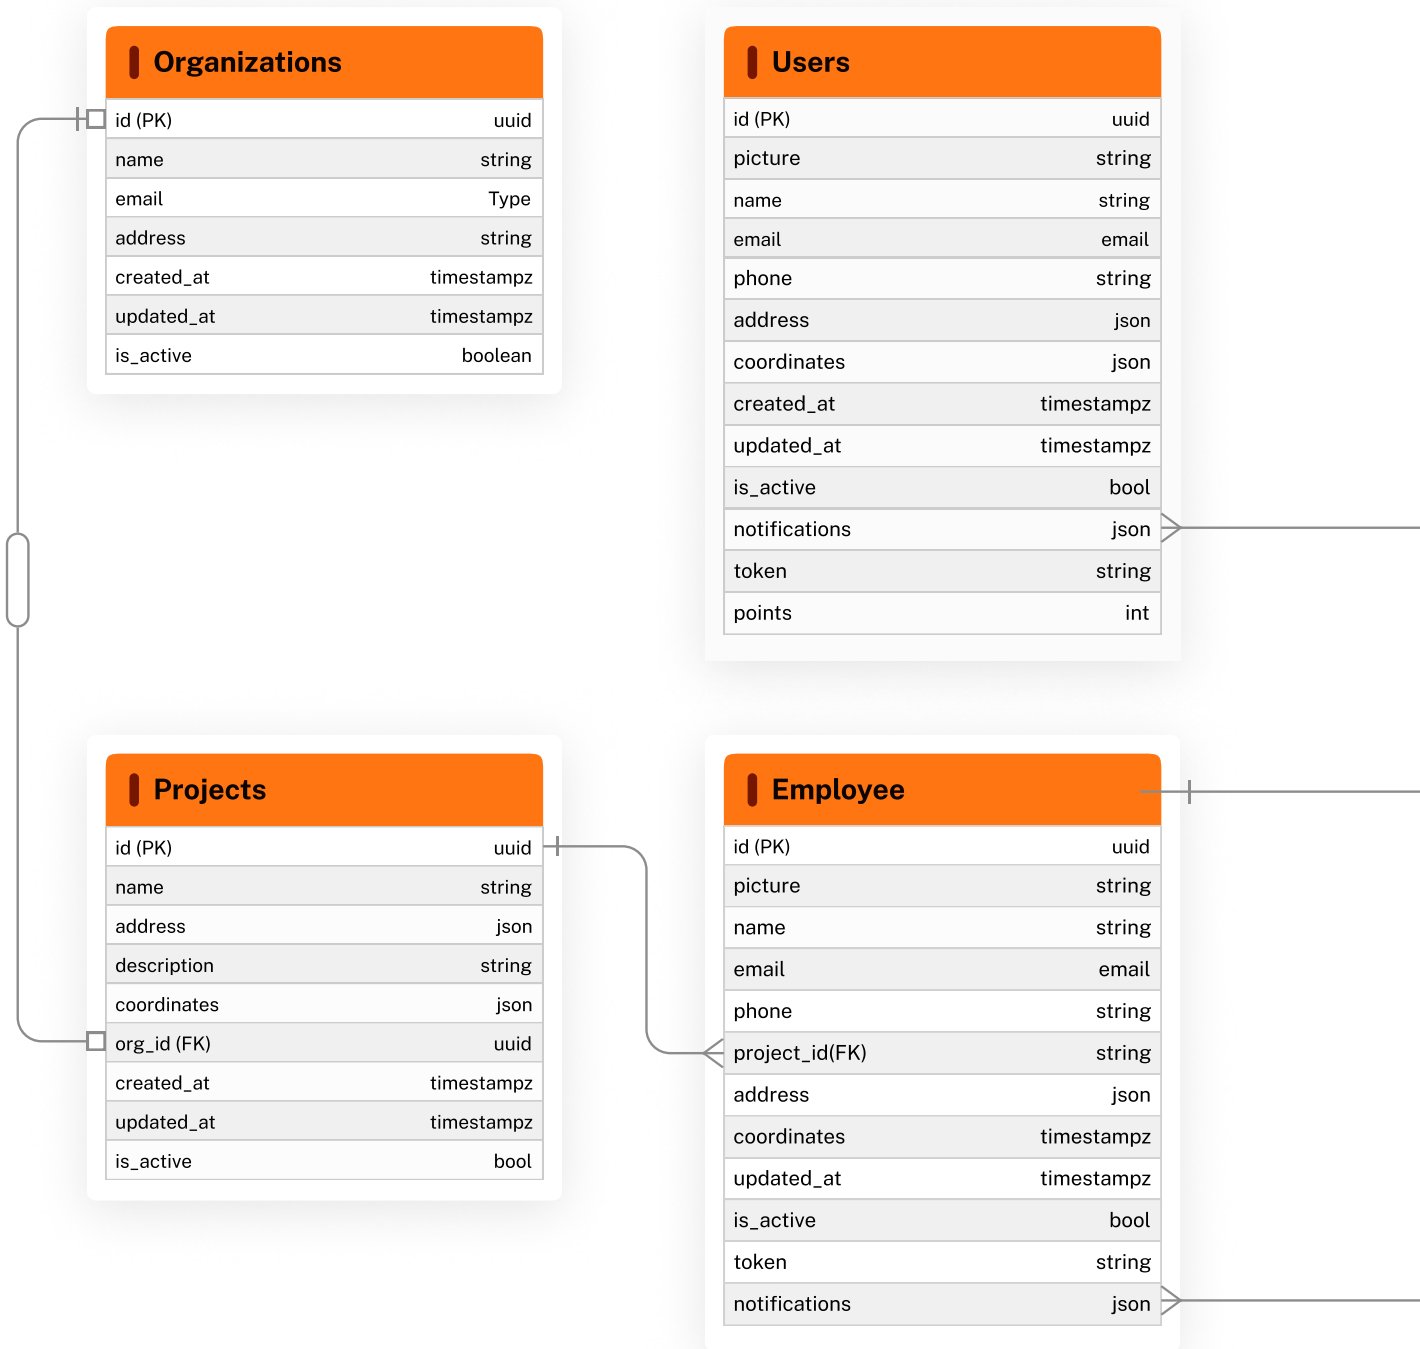 Organizations
id (PK) uuid
name string
email Type
address string
created_at timestampz
updated_at timestampz
is_active boolean
Users
id (PK) uuid
picture string
name string
email email
phone string
address json
coordinates json
created_at timestampz
updated_at timestampz
is_active bool
notifications json
token string
points int
Projects
id (PK) uuid
name string
address json
description string
coordinates json
org_id (FK) uuid
created_at timestampz
updated_at timestampz
is_active bool
Employee
id (PK) uuid
picture string
name string
email email
phone string
project_id(FK) string
address json
coordinates timestampz
updated_at timestampz
is_active bool
token string
notifications json